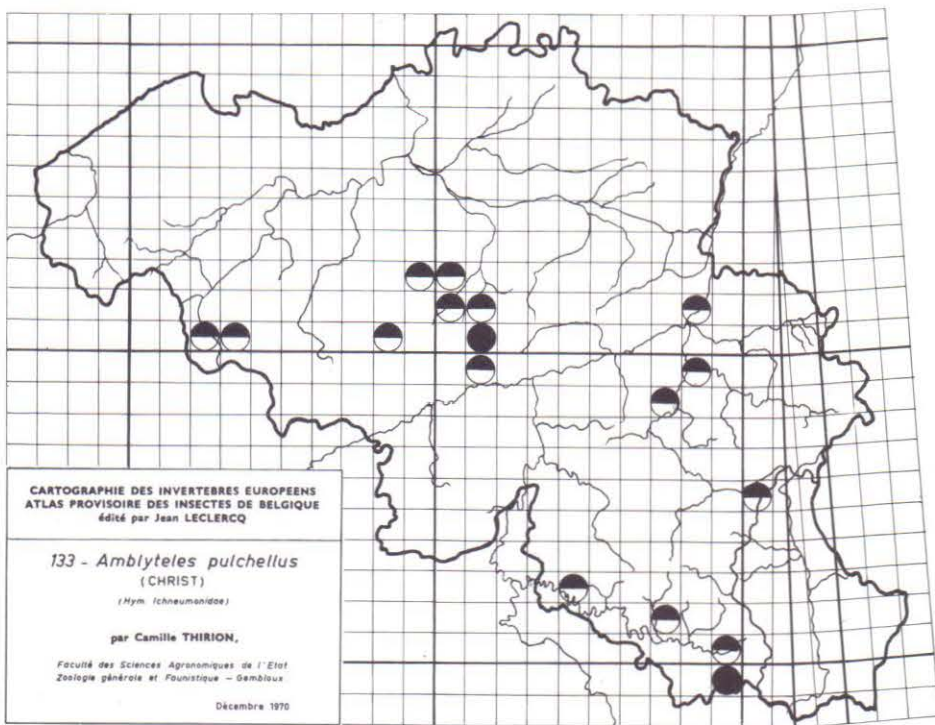 CARTOGRAPHIE DES INVERTEBRES EUROPEENS
ATLAS PROVISOIRE DES INSECTES DE BELGIQUE
édité par Jean LECLERCQ
133 - Amblyteles pulchellus
(CHRIST)
(Hym. Ichneumonidae)
par Camille THIRION,
Faculté des Sciences Agronomiques de l'Etat
Zoologie générale et Faunistique - Gembloux
Décembre 1970